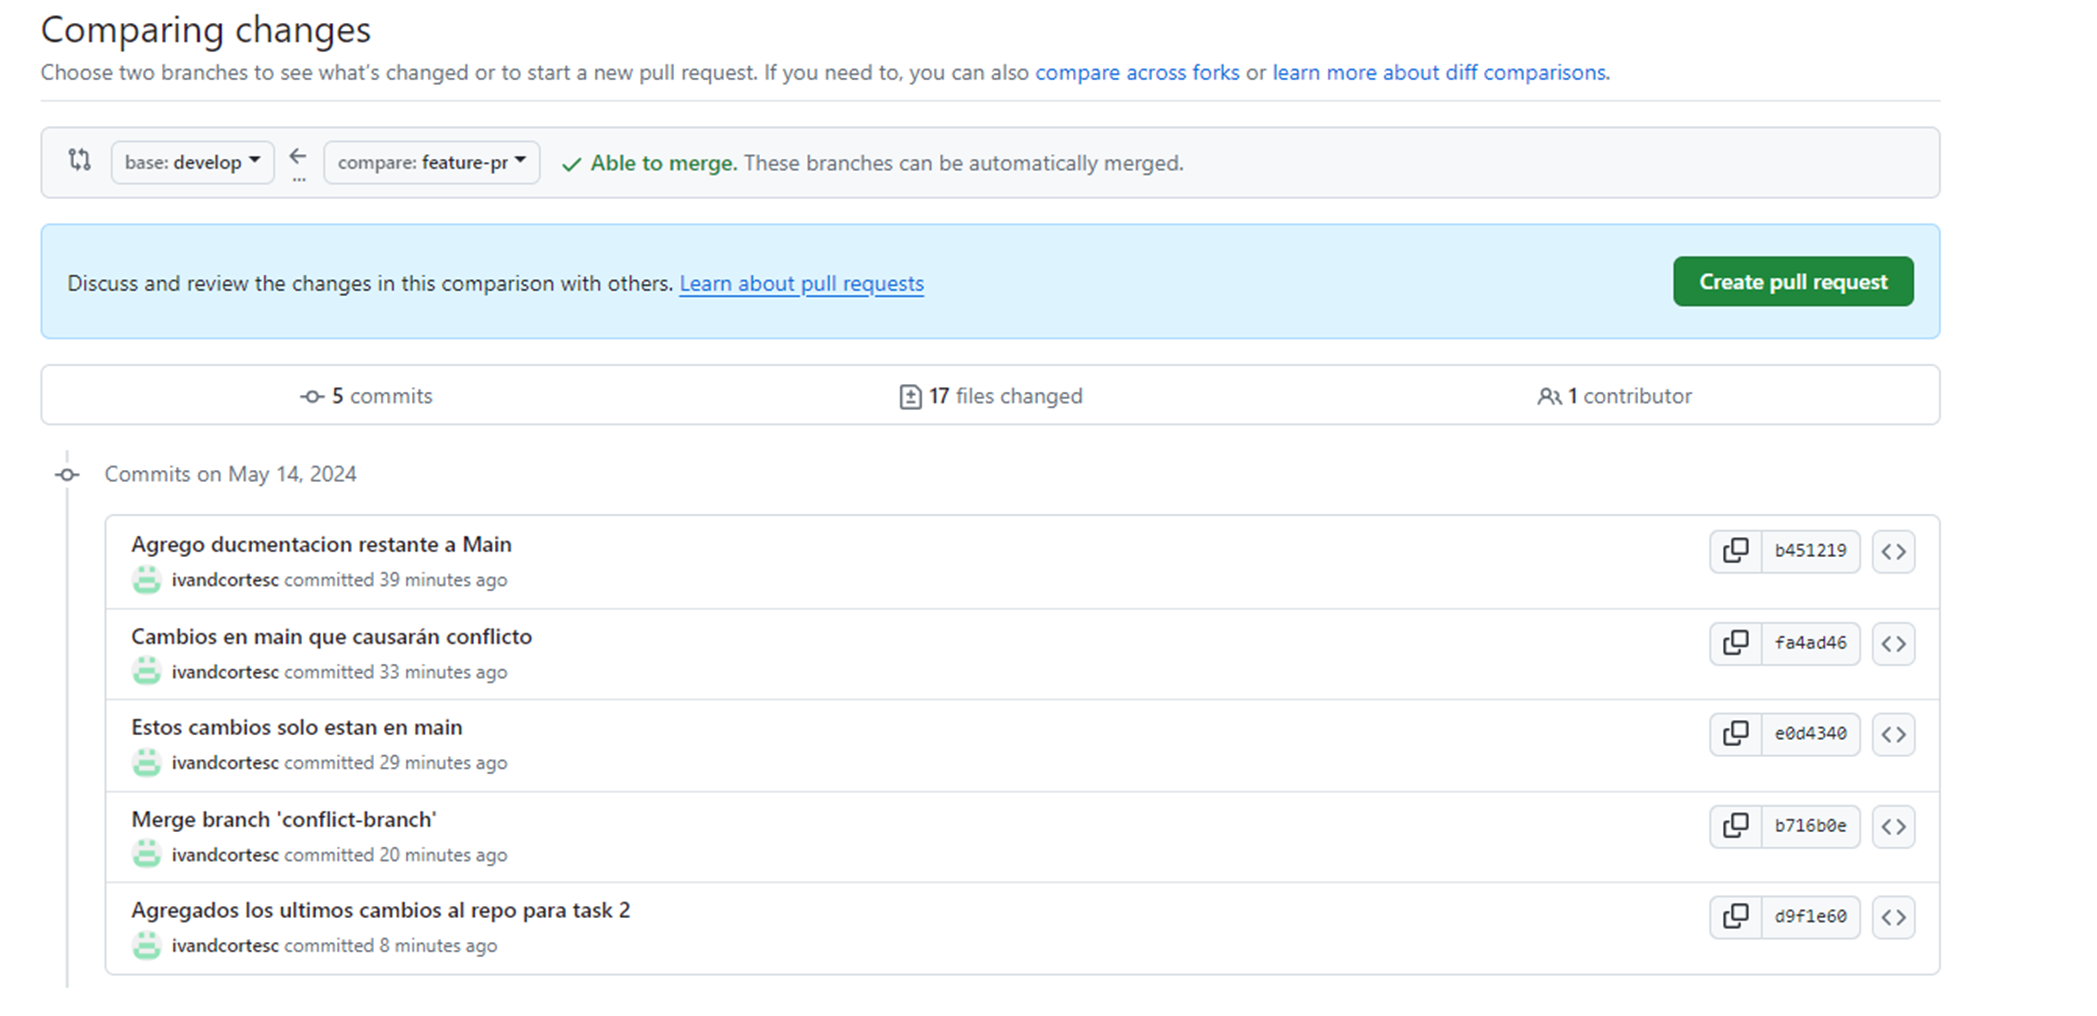 Comparing changes
Choose two branches to see what's changed or to start a new pull request. If you need to, you can also compare across forks or learn more about diff comparisons.
base: develop ... compare: feature-pr Able to merge. These branches can be automatically merged.
Discuss and review the changes in this comparison with others. Learn about pull requests Create pull request
5 commits 17 files changed 1 contributor
Commits on May 14, 2024
Agrego ducmentacion restante a Main
ivandcortesc committed 39 minutes ago b451219
Cambios en main que causarán conflicto
ivandcortesc committed 33 minutes ago fa4ad46
Estos cambios solo estan en main
ivandcortesc committed 29 minutes ago e0d4340
Merge branch 'conflict-branch'
ivandcortesc committed 20 minutes ago b716b0e
Agregados los ultimos cambios al repo para task 2
ivandcortesc committed 8 minutes ago d9f1e60